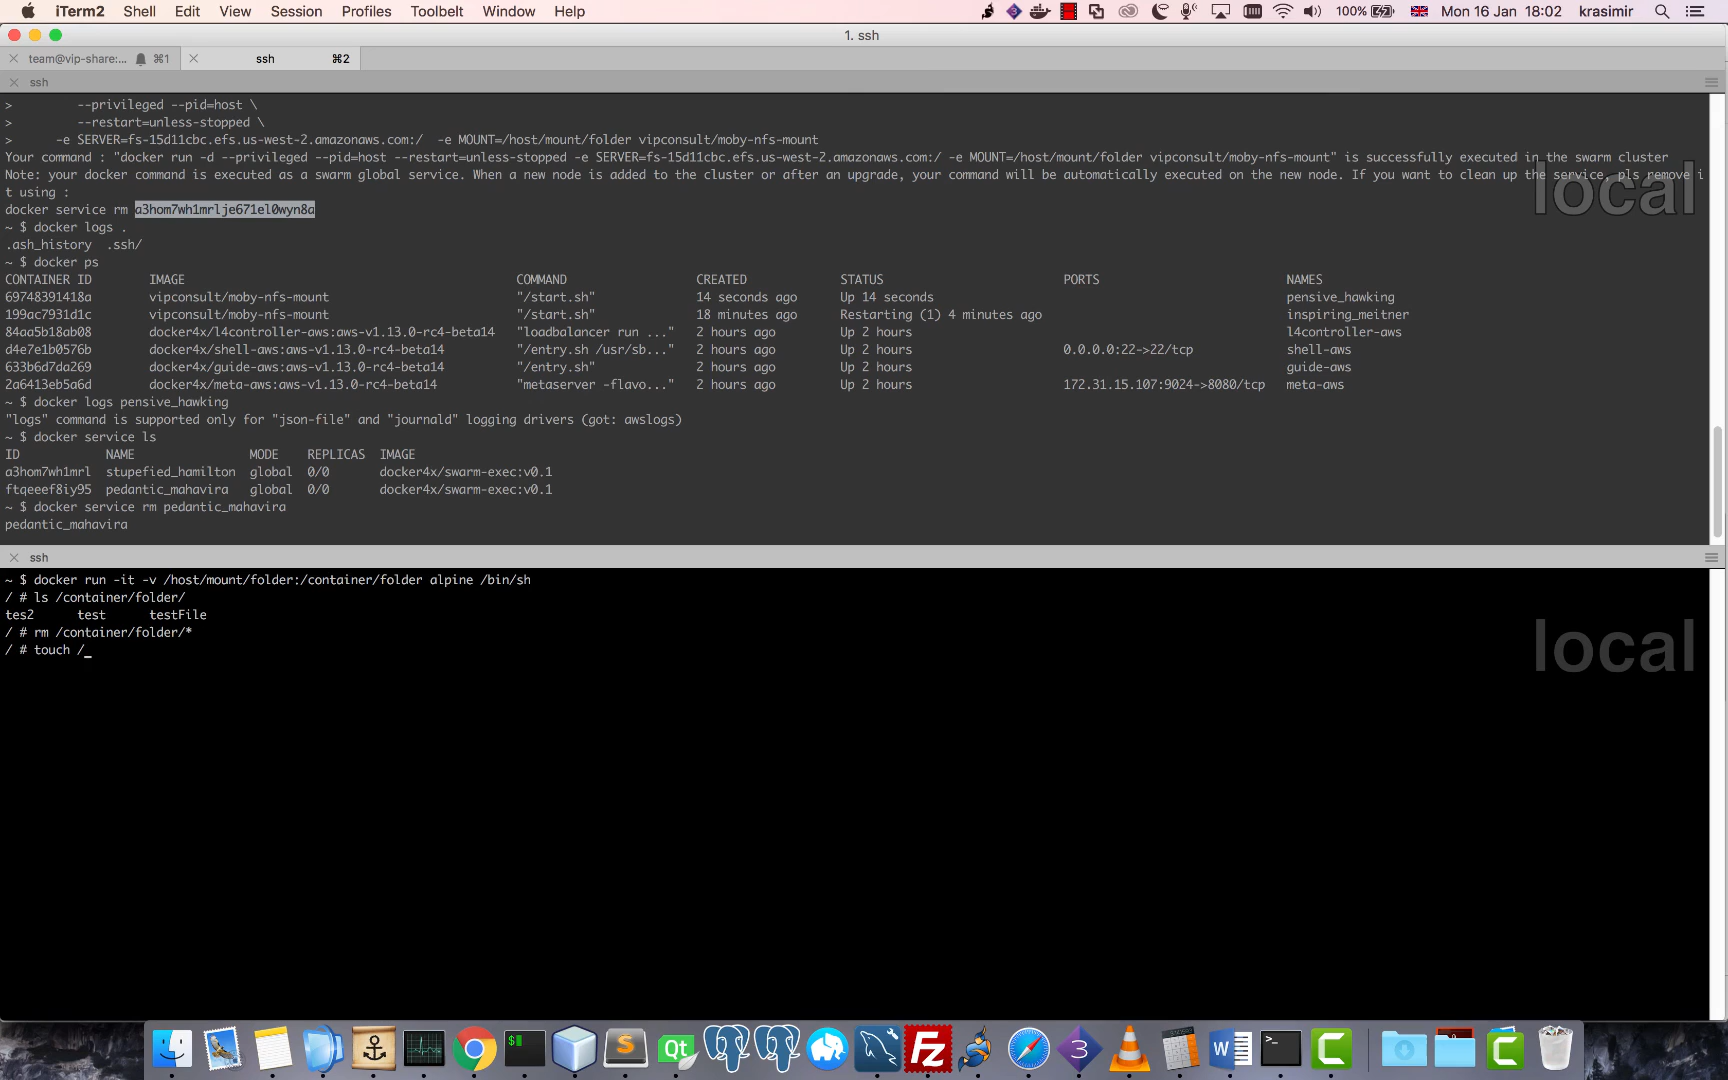 iTerm2 Shell Edit View Session Profiles Toolbelt Window Help 100% Mon 16 Jan 18:02 krasimir
1. ssh
team@vip-share:... ⌘1 ssh ⌘2
ssh
> --privileged --pid=host \
> --restart=unless-stopped \
> -e SERVER=fs-15d11cbc.efs.us-west-2.amazonaws.com:/ -e MOUNT=/host/mount/folder vipconsult/moby-nfs-mount
Your command : "docker run -d --privileged --pid=host --restart=unless-stopped -e SERVER=fs-15d11cbc.efs.us-west-2.amazonaws.com:/ -e MOUNT=/host/mount/folder vipconsult/moby-nfs-mount" is successfully executed in the swarm cluster
Note: your docker command is executed as a swarm global service. When a new node is added to the cluster or after an upgrade, your command will be automatically executed on the new node. If you want to clean up the service, pls remove i
t using :
local
docker service rm a3hom7wh1mrlje671el0wyn8a
~ $ docker logs .
.ash_history .ssh/
~ $ docker ps
CONTAINER ID IMAGE COMMAND CREATED STATUS PORTS NAMES
69748391418a vipconsult/moby-nfs-mount "/start.sh" 14 seconds ago Up 14 seconds pensive_hawking
199ac7931d1c vipconsult/moby-nfs-mount "/start.sh" 18 minutes ago Restarting (1) 4 minutes ago inspiring_meitner
84aa5b18ab08 docker4x/l4controller-aws:aws-v1.13.0-rc4-beta14 "loadbalancer run ..." 2 hours ago Up 2 hours l4controller-aws
d4e7e1b0576b docker4x/shell-aws:aws-v1.13.0-rc4-beta14 "/entry.sh /usr/sb..." 2 hours ago Up 2 hours 0.0.0.0:22->22/tcp shell-aws
633b6d7da269 docker4x/guide-aws:aws-v1.13.0-rc4-beta14 "/entry.sh" 2 hours ago Up 2 hours guide-aws
2a6413eb5a6d docker4x/meta-aws:aws-v1.13.0-rc4-beta14 "metaserver -flavo..." 2 hours ago Up 2 hours 172.31.15.107:9024->8080/tcp meta-aws
~ $ docker logs pensive_hawking
"logs" command is supported only for "json-file" and "journald" logging drivers (got: awslogs)
~ $ docker service ls
ID NAME MODE REPLICAS IMAGE
a3hom7wh1mrl stupefied_hamilton global 0/0 docker4x/swarm-exec:v0.1
ftqeeef8iy95 pedantic_mahavira global 0/0 docker4x/swarm-exec:v0.1
~ $ docker service rm pedantic_mahavira
pedantic_mahavira
ssh
~ $ docker run -it -v /host/mount/folder:/container/folder alpine /bin/sh
/ # ls /container/folder/
tes2 test testFile
/ # rm /container/folder/*
/ # touch /_
local